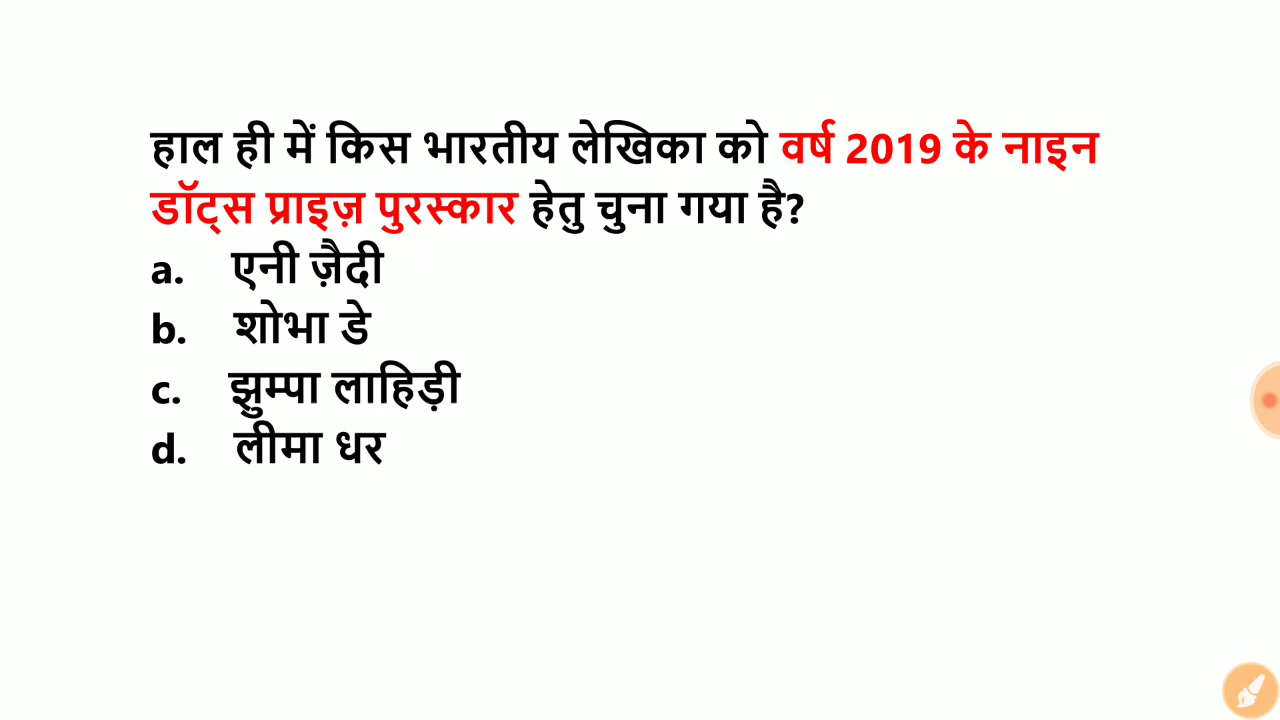 हाल ही में किस भारतीय लेखिका को वर्ष 2019 के नाइन
डॉट्स प्राइज़ पुरस्कार हेतु चुना गया है?
a. एनी ज़ैदी
b. शोभा डे
c. झुम्पा लाहिड़ी
d. लीमा धर